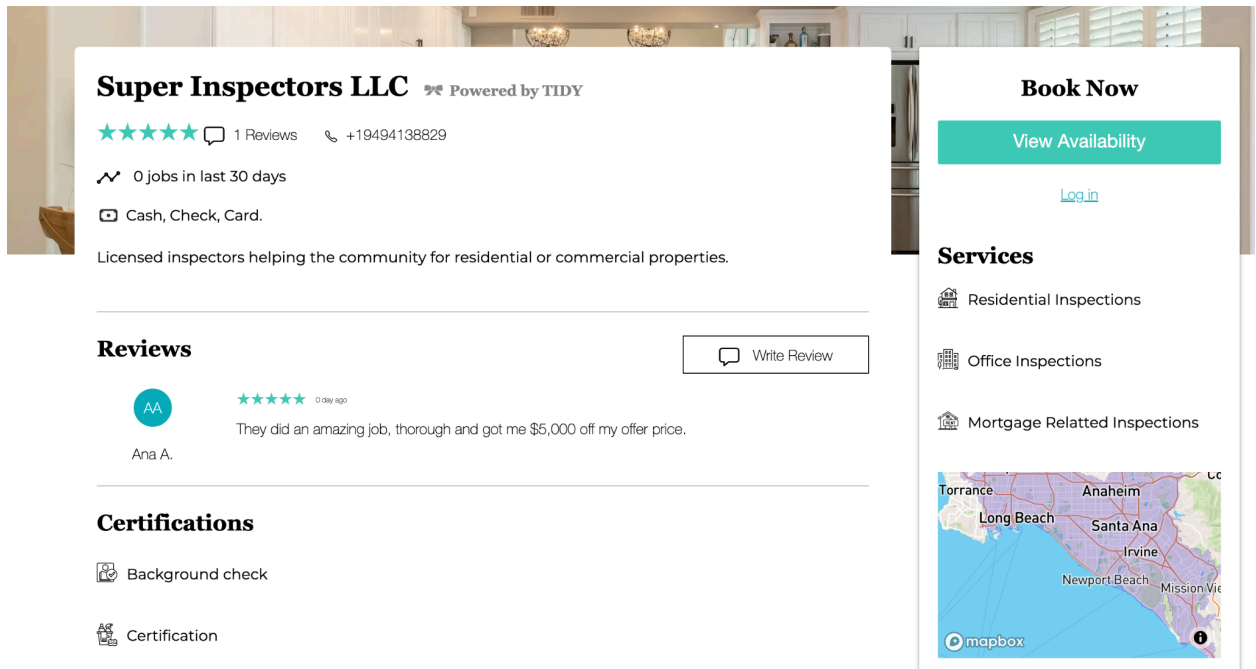 Super Inspectors LLC Powered by TIDY
1 Reviews +19494138829
0 jobs in last 30 days
Cash, Check, Card.
Licensed inspectors helping the community for residential or commercial properties.
Reviews
Write Review
AA
0 day ago
They did an amazing job, thorough and got me $5,000 off my offer price.
Ana A.
Certifications
Background check
Certification
Book Now
View Availability
Log in
Services
Residential Inspections
Office Inspections
RENT
Mortgage Relatted Inspections
Torrance
Anaheim
Long Beach
Santa Ana
Irvine
Newport Beach
Mission Vie
mapbox